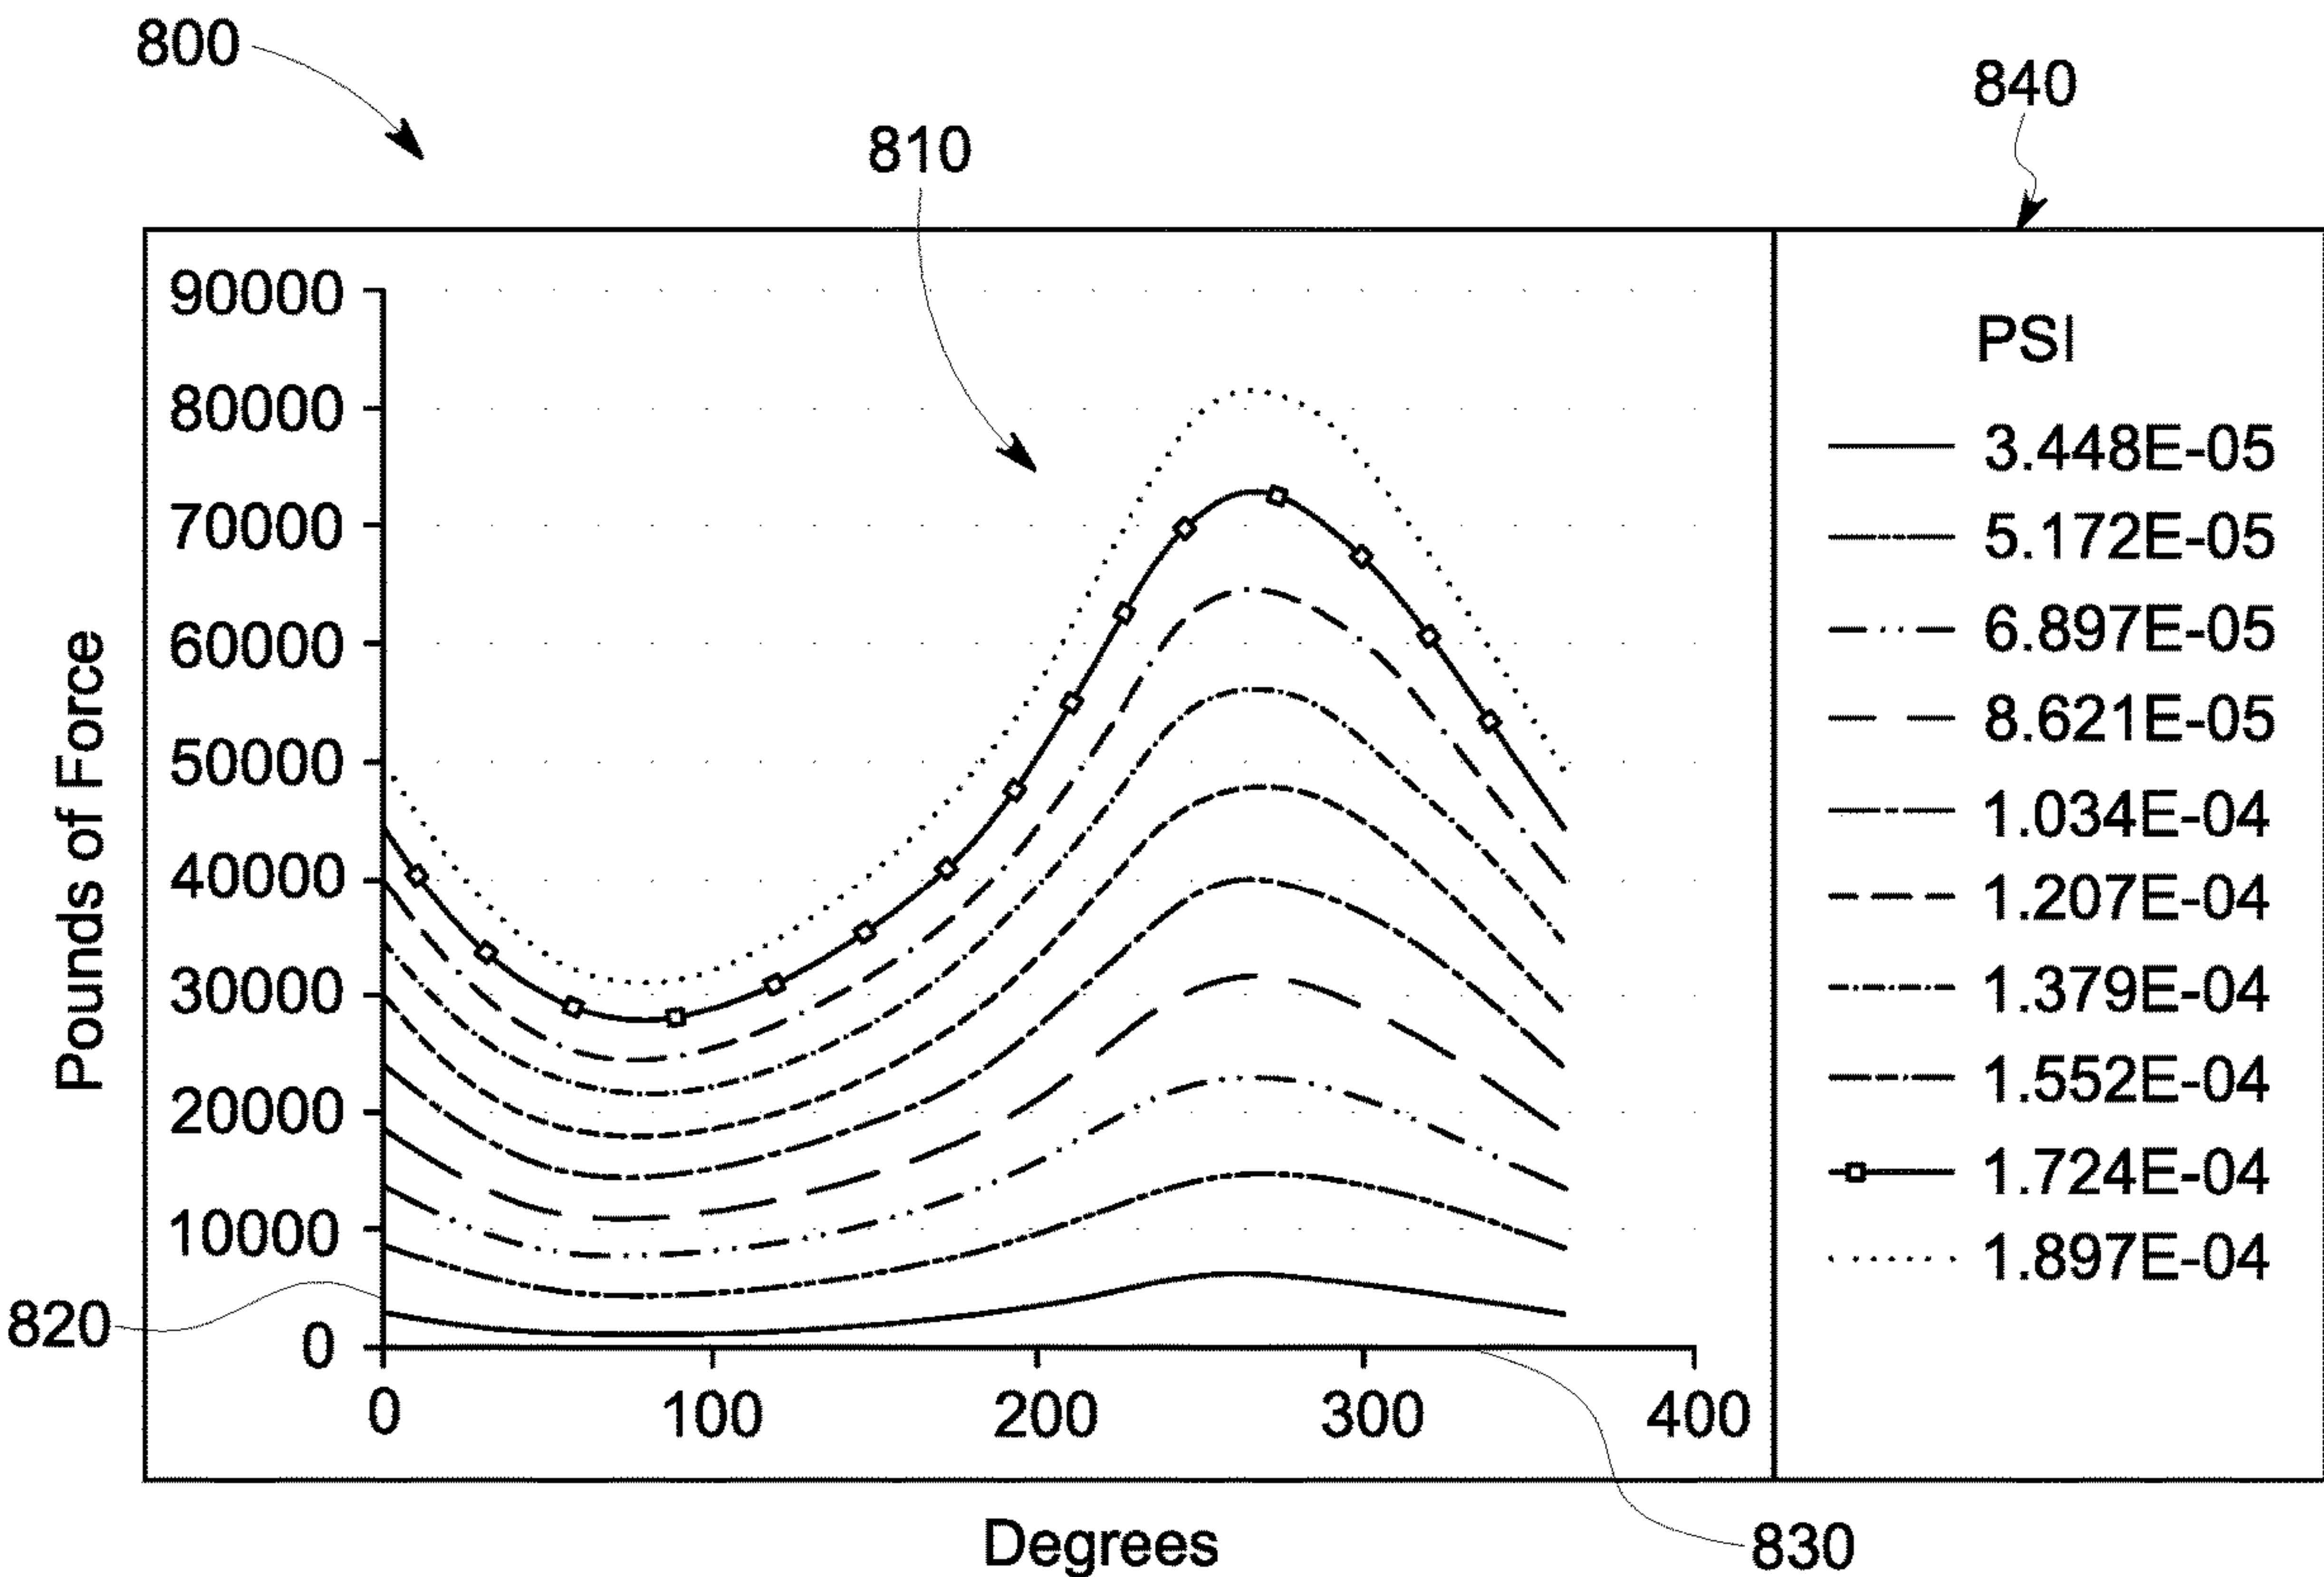 800
840
810
90000
80000
70000
60000
50000
40000
30000
20000
10000
0
Pounds of Force
820
0
100
200
300
400
Degrees
830
PSI
3.448E-05
5.172E-05
6.897E-05
8.621E-05
1.034E-04
1.207E-04
1.379E-04
1.552E-04
1.724E-04
1.897E-04